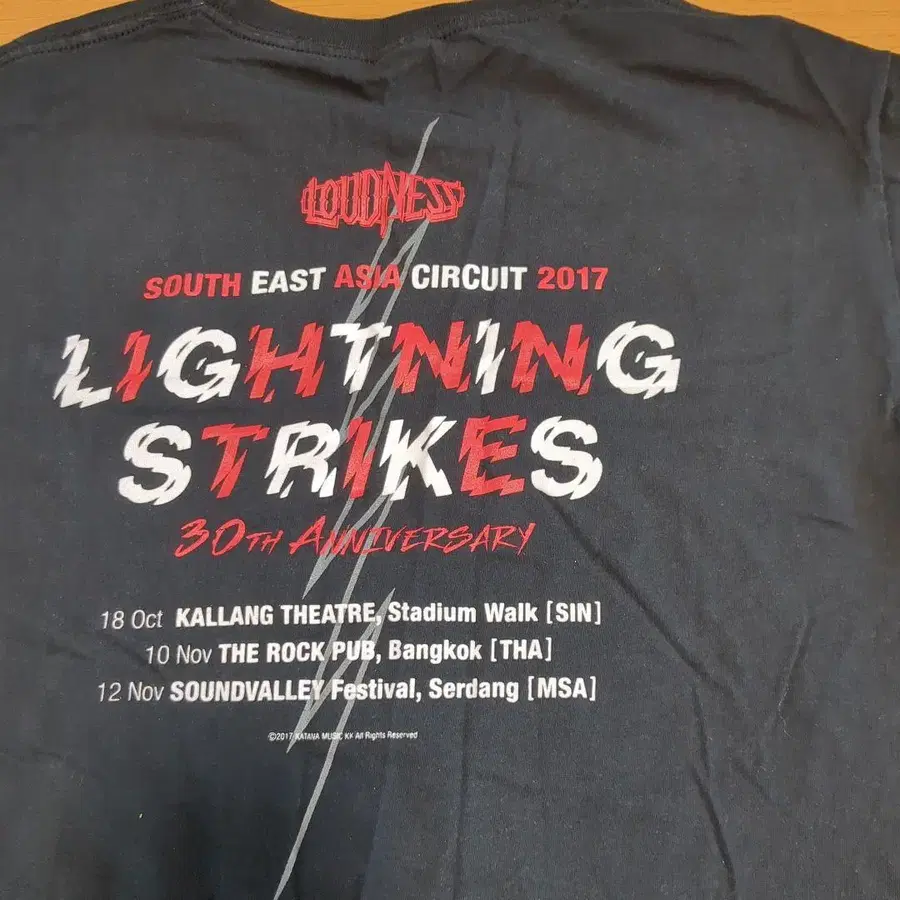 LOUDNESS
SOUTH EAST ASIA CIRCUIT 2017
LIGHTNING
STRIKES
30TH ANNIVERSARY
18 Oct KALLANG THEATRE, Stadium Walk [SIN]
10 Nov THE ROCK PUB, Bangkok [THA]
12 Nov SOUNDVALLEY Festival, Serdang [MSA]
©2017 KATANA MUSIC KK All Rights Reserved